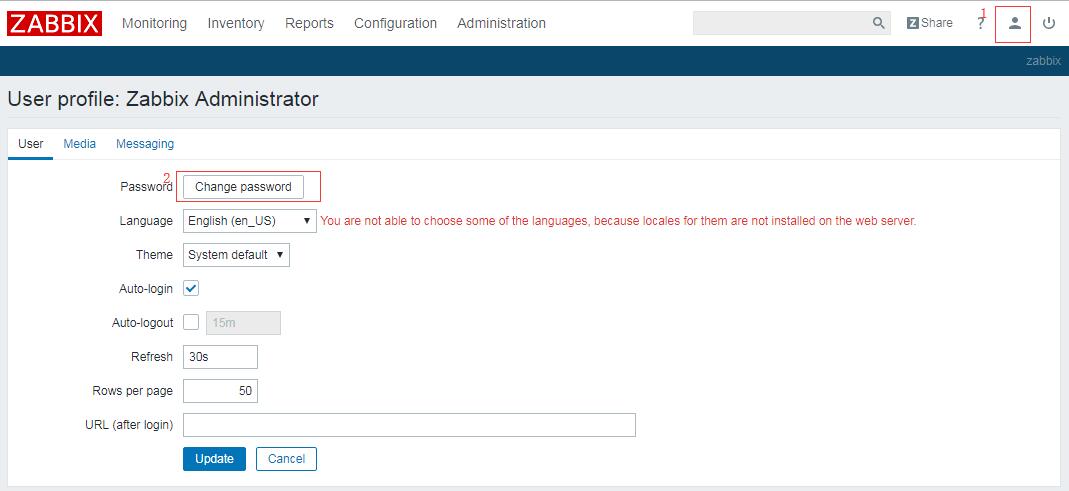 ZABBIX Monitoring Inventory Reports Configuration Administration Z Share ? 1
zabbix
User profile: Zabbix Administrator
User Media Messaging
Password 2 Change password
Language English (en_US) You are not able to choose some of the languages, because locales for them are not installed on the web server.
Theme System default
Auto-login
Auto-logout 15m
Refresh 30s
Rows per page 50
URL (after login)
Update Cancel